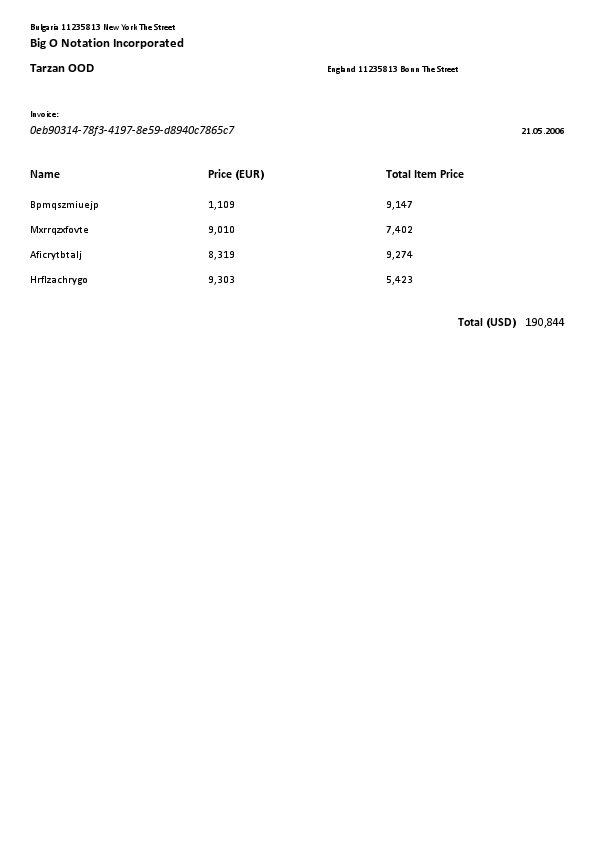 Bulgaria 11235813 New York The Street
Big O Notation Incorporated
Tarzan OOD England 11235813 Bonn The Street
Invoice:
0eb90314-78f3-4197-8e59-d8940c7865c7 21.05.2006
Name Price (EUR) Total Item Price
Bpmqszmiuejp 1,109 9,147
Mxrrqzxfovte 9,010 7,402
Aficrytbtalj 8,319 9,274
Hrflzachrygo 9,303 5,423
Total (USD) 190,844